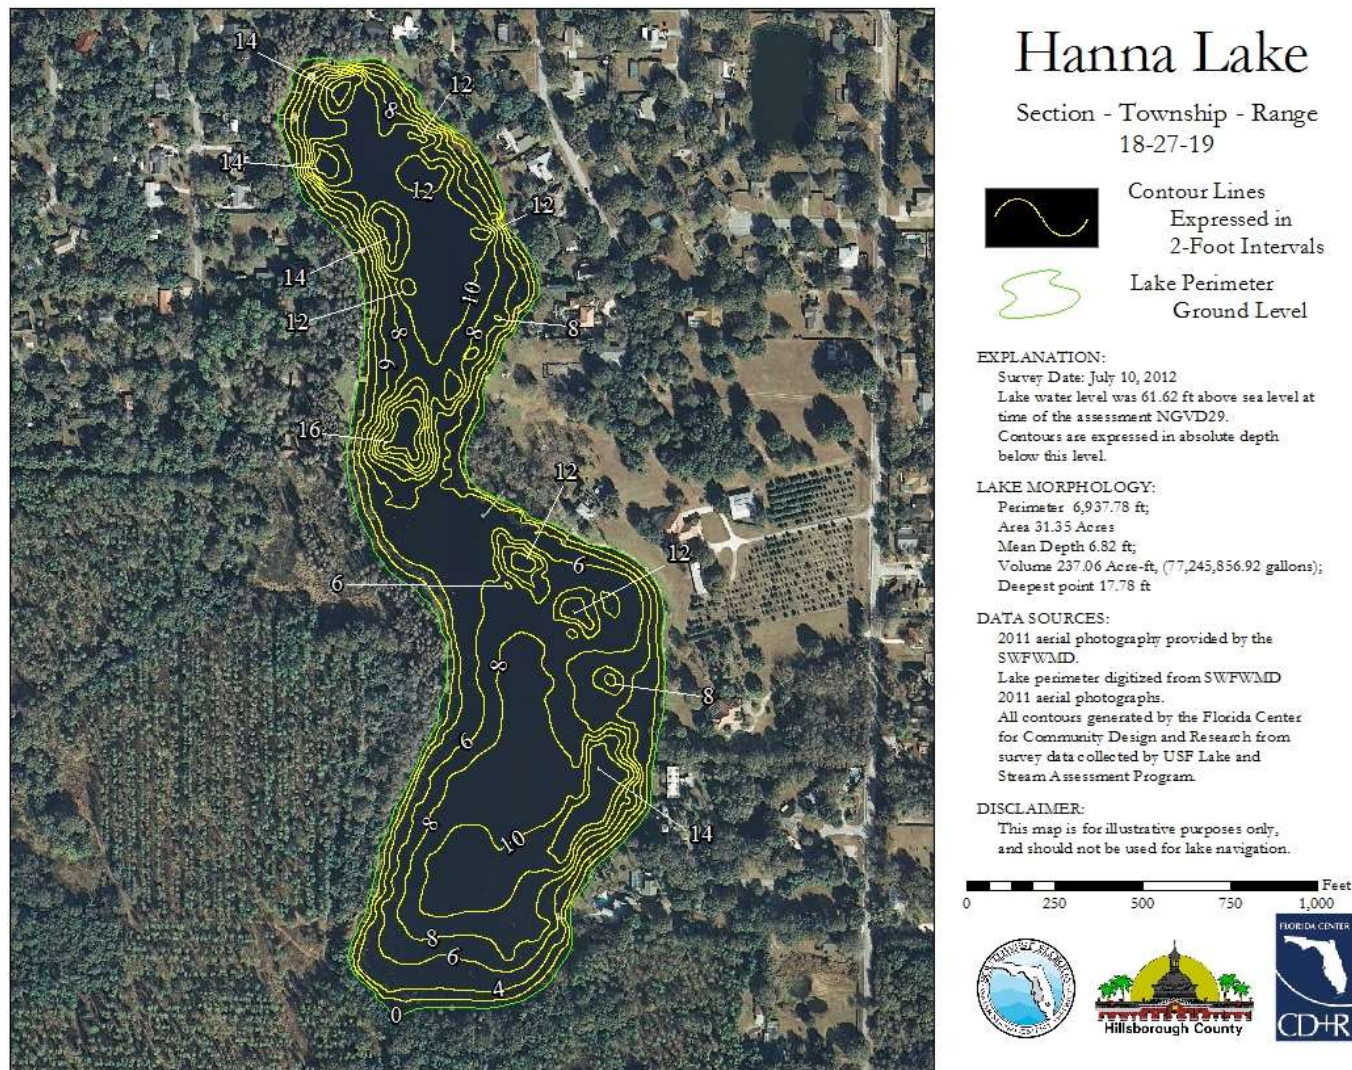 Hanna Lake
Section - Township - Range
18-27-19
Contour Lines
Expressed in
2-Foot Intervals
Lake Perimeter
Ground Level
EXPLANATION:
Survey Date: July 10, 2012
Lake water level was 61.62 ft above sea level at
time of the assessment NGVD29.
Contours are expressed in absolute depth
below this level.
LAKE MORPHOLOGY:
Perimeter 6,937.78 ft;
Area 31.35 Acres
Mean Depth 6.82 ft;
Volume 237.06 Acre-ft, (77,245,856.92 gallons);
Deepest point 17.78 ft
DATA SOURCES:
2011 aerial photography provided by the
SWFWMD.
Lake perimeter digitized from SWFWMD
2011 aerial photographs.
All contours generated by the Florida Center
for Community Design and Research from
survey data collected by USF Lake and
Stream Assessment Program.
DISCLAIMER:
This map is for illustrative purposes only,
and should not be used for lake navigation.
Feet
0 250 500 750 1,000
FLORIDA CENTER
Hillsborough County
CD+R
14
12
8
14
12
12
14
10
12
8
8
8
6
16
12
12
6
6
8
8
6
14
8
10
8
6
4
0